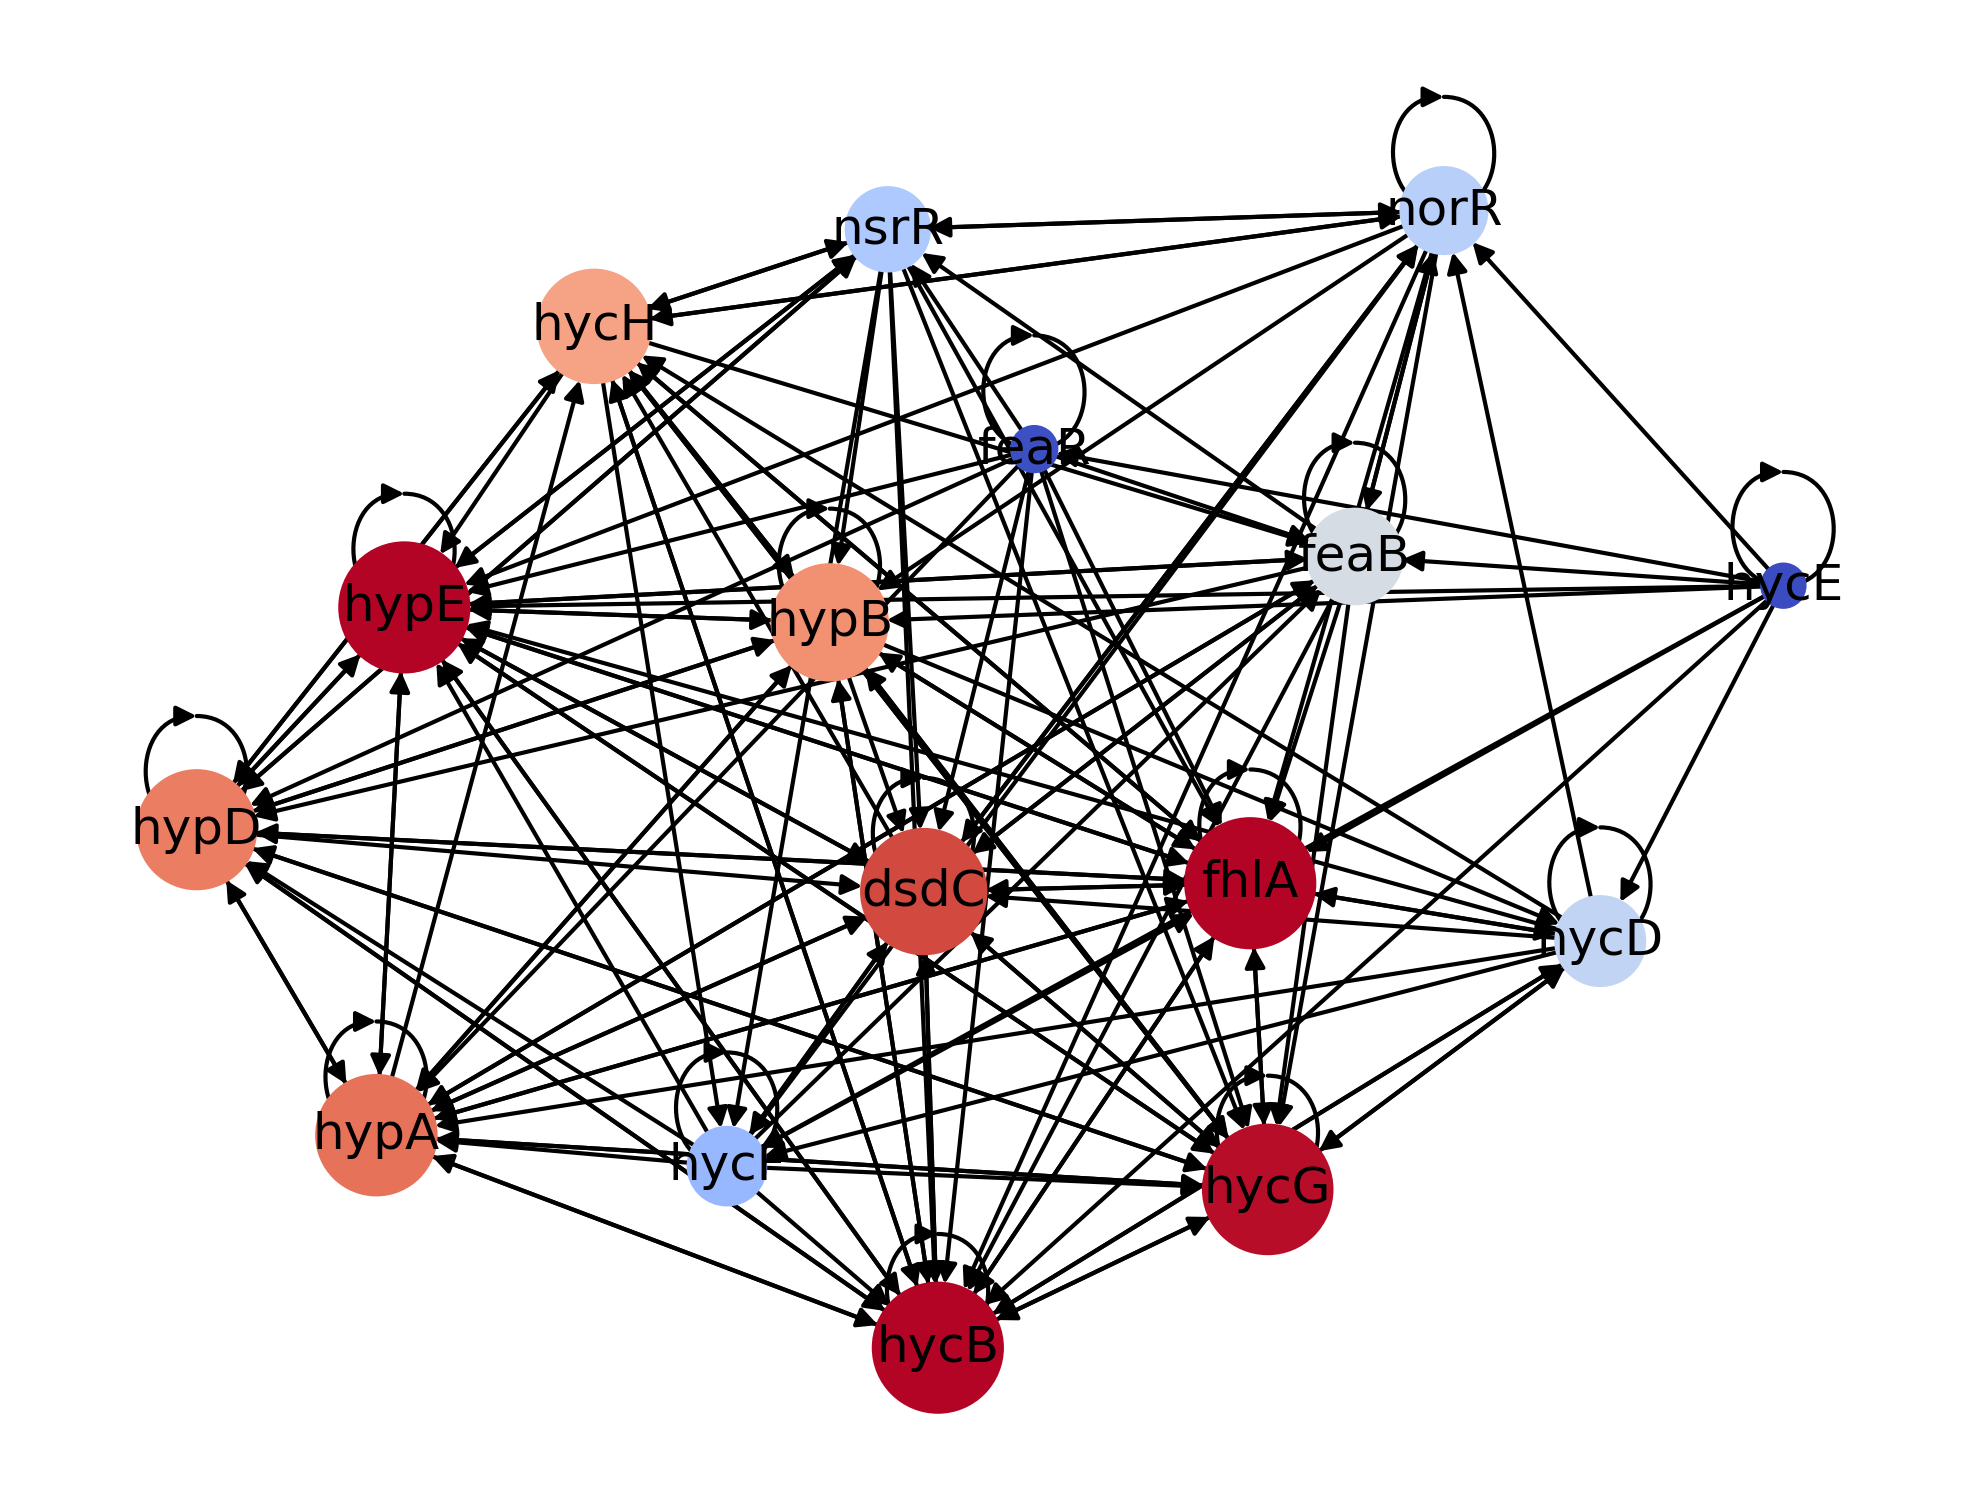 norR
nsrR
hycH
feaR
feaB
hycE
hypE
hypB
hypD
dsdC
fhlA
hycD
hypA
hycI
hycG
hycB